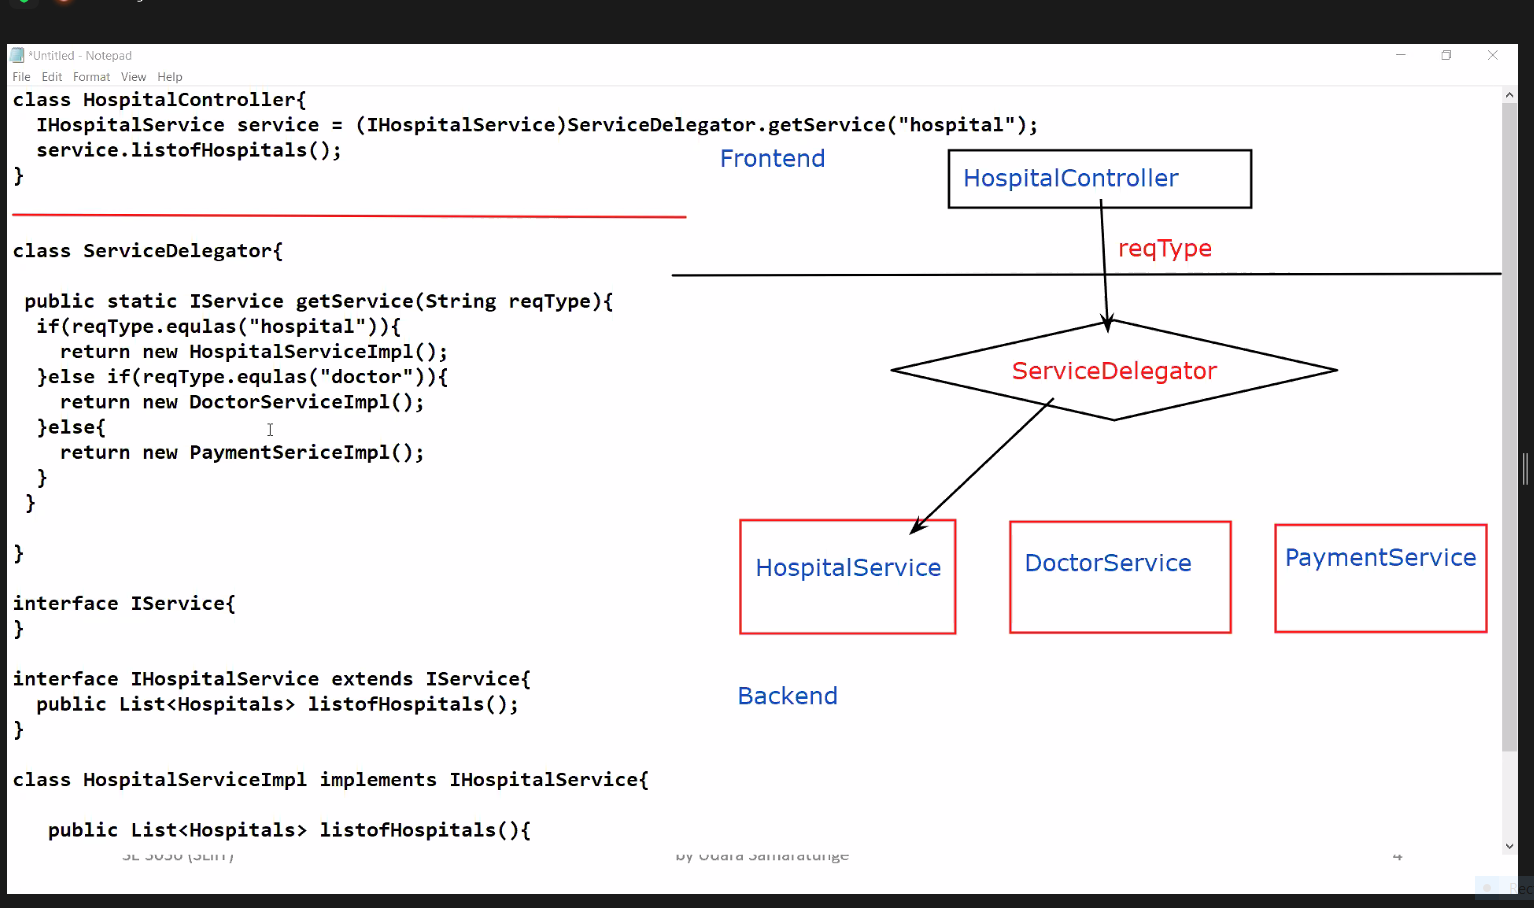 *Untitled - Notepad
File Edit Format View Help
class HospitalController{
IHospitalService service = (IHospitalService)ServiceDelegator.getService("hospital");
service.listofHospitals();
}
class ServiceDelegator{
public static IService getService(String reqType){
if(reqType.equlas("hospital")){
return new HospitalServiceImpl();
}else if(reqType.equlas("doctor")){
return new DoctorServiceImpl();
}else{
return new PaymentSericeImpl();
}
}
}
interface IService{
}
interface IHospitalService extends IService{
public List<Hospitals> listofHospitals();
}
class HospitalServiceImpl implements IHospitalService{
public List<Hospitals> listofHospitals(){
Frontend
HospitalController
reqType
ServiceDelegator
HospitalService
DoctorService
PaymentService
Backend
by Udara Samaratunge
4